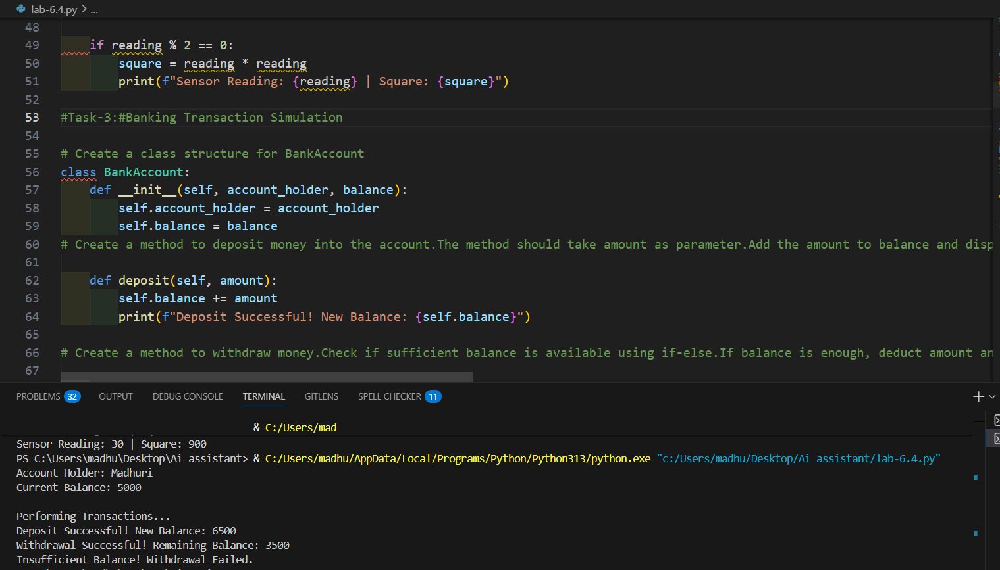 lab-6.4.py > ...
48
49 if reading % 2 == 0:
50 square = reading * reading
51 print(f"Sensor Reading: {reading} | Square: {square}")
52
53 #Task-3:#Banking Transaction Simulation
54
55 # Create a class structure for BankAccount
56 class BankAccount:
57 def __init__(self, account_holder, balance):
58 self.account_holder = account_holder
59 self.balance = balance
60 # Create a method to deposit money into the account.The method should take amount as parameter.Add the amount to balance and disp
61
62 def deposit(self, amount):
63 self.balance += amount
64 print(f"Deposit Successful! New Balance: {self.balance}")
65
66 # Create a method to withdraw money.Check if sufficient balance is available using if-else.If balance is enough, deduct amount an
67
PROBLEMS 32 OUTPUT DEBUG CONSOLE TERMINAL GITLENS SPELL CHECKER 11
& C:/Users/mad
Sensor Reading: 30 | Square: 900
PS C:\Users\madhu\Desktop\Ai assistant> & C:/Users/madhu/AppData/Local/Programs/Python/Python313/python.exe "c:/Users/madhu/Desktop/Ai assistant/lab-6.4.py"
Account Holder: Madhuri
Current Balance: 5000
Performing Transactions...
Deposit Successful! New Balance: 6500
Withdrawal Successful! Remaining Balance: 3500
Insufficient Balance! Withdrawal Failed.